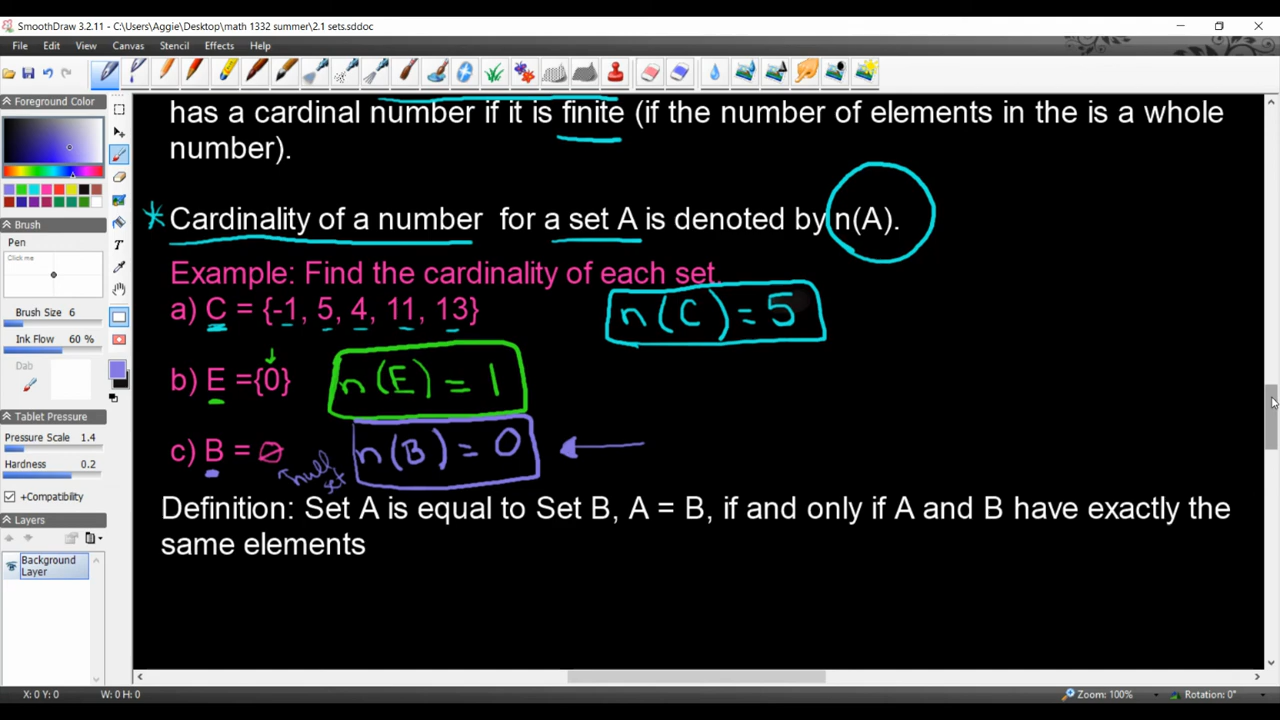 SmoothDraw 3.2.11 - C:\Users\Aggie\Desktop\math 1332 summer\2.1 sets.sddoc
File Edit View Canvas Stencil Effects Help
Foreground Color
Brush
Pen
Click me
Brush Size 6
Ink Flow 60 %
Dab
Tablet Pressure
Pressure Scale 1.4
Hardness 0.2
+Compatibility
Layers
Background Layer
has a cardinal number if it is finite (if the number of elements in the is a whole
number).
* Cardinality of a number for a set A is denoted by n(A).
Example: Find the cardinality of each set.
a) C = {-1, 5, 4, 11, 13} n(C) = 5
b) E ={0} n(E) = 1
c) B = ∅ null set n(B) = 0
Definition: Set A is equal to Set B, A = B, if and only if A and B have exactly the
same elements
X: 0 Y: 0 W: 0 H: 0 Zoom: 100% Rotation: 0°